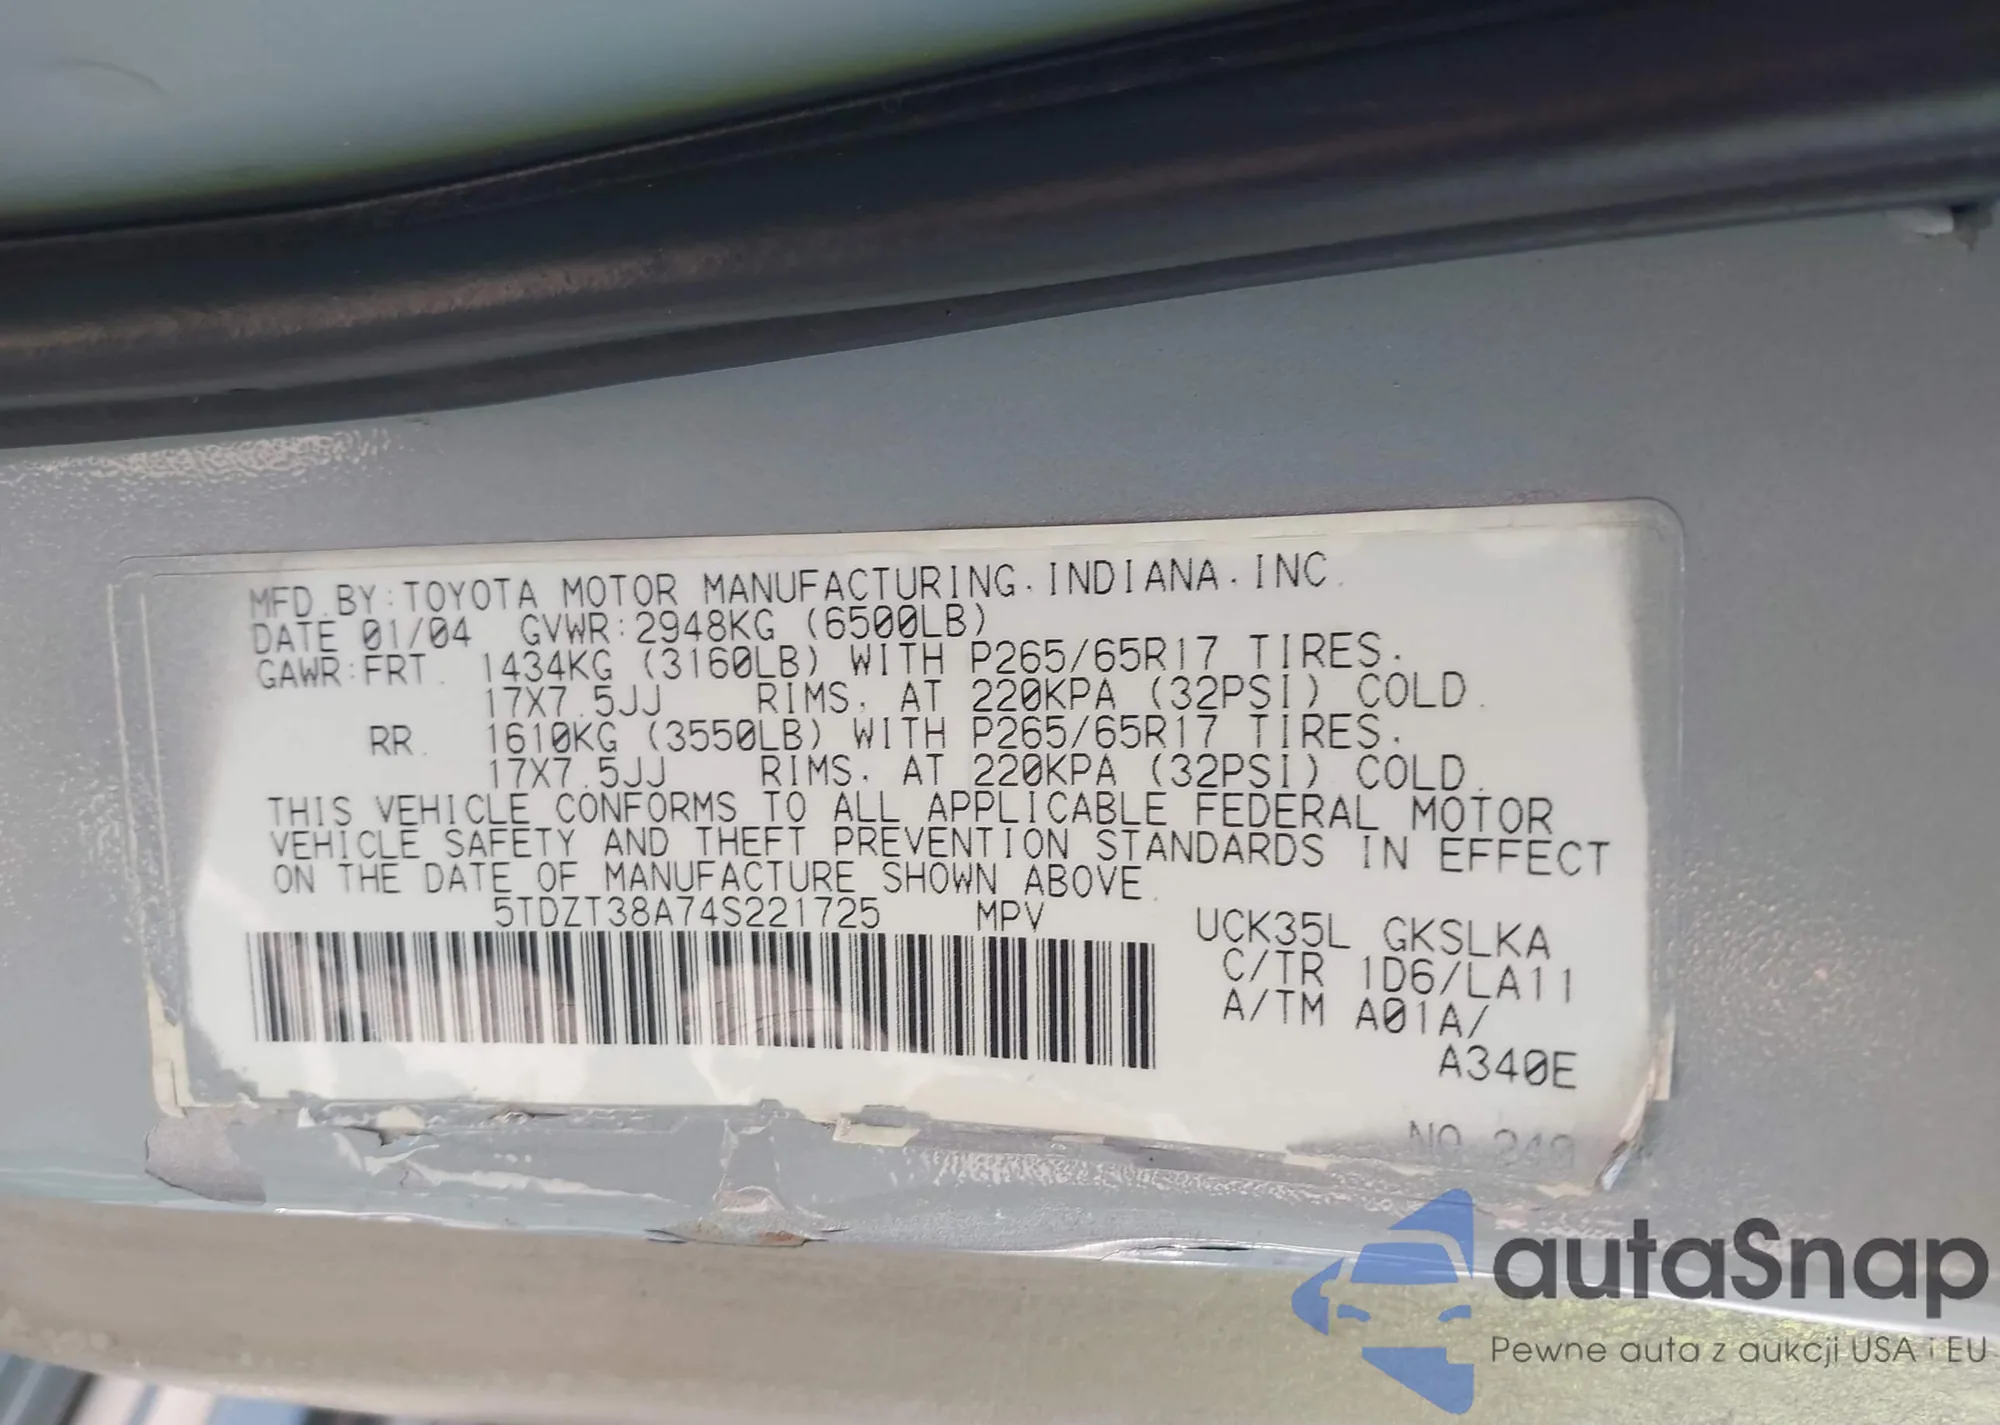 MFD.BY:TOYOTA MOTOR MANUFACTURING.INDIANA.INC.
DATE 01/04 GVWR:2948KG (6500LB)
GAWR:FRT. 1434KG (3160LB) WITH P265/65R17 TIRES.
17X7.5JJ RIMS. AT 220KPA (32PSI) COLD.
RR. 1610KG (3550LB) WITH P265/65R17 TIRES.
17X7.5JJ RIMS. AT 220KPA (32PSI) COLD.
THIS VEHICLE CONFORMS TO ALL APPLICABLE FEDERAL MOTOR
VEHICLE SAFETY AND THEFT PREVENTION STANDARDS IN EFFECT
ON THE DATE OF MANUFACTURE SHOWN ABOVE.
5TDZT38A74S221725 MPV UCK35L GKSLKA
C/TR 1D6/LA11
A/TM A01A/
A340E
NO.
autaSnap
Pewne auta z aukcji USA i EU